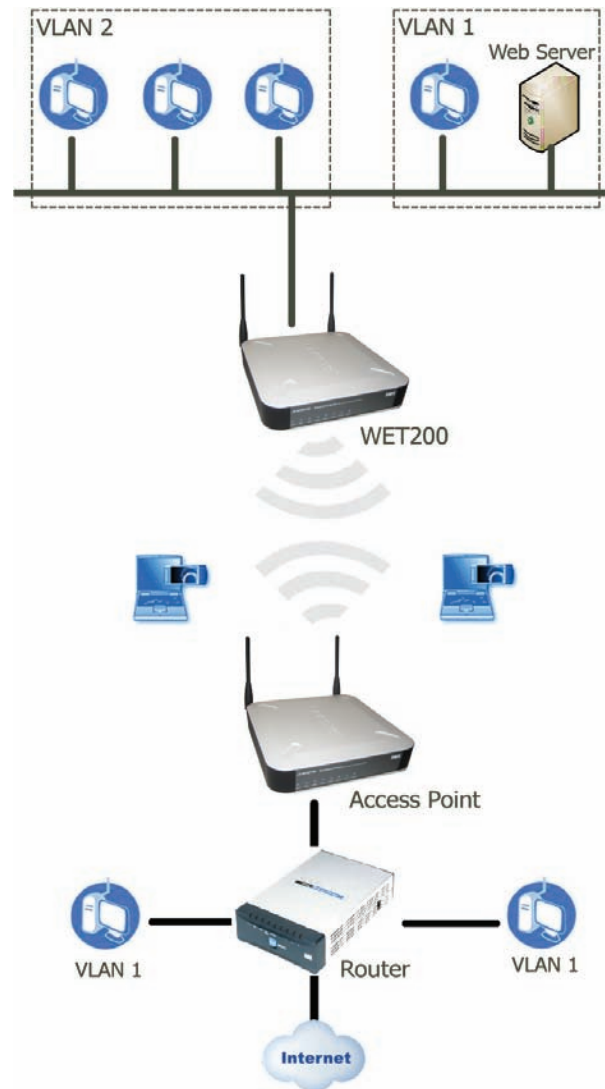 VLAN 2
VLAN 1
Web Server
WET200
Access Point
VLAN 1
Router
VLAN 1
Internet